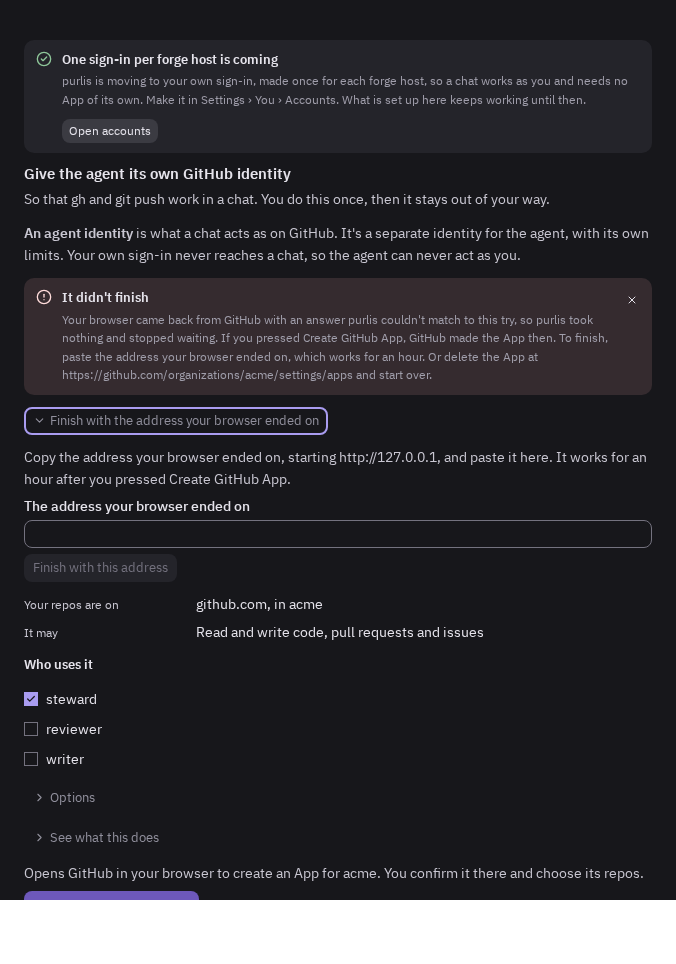 One sign-in per forge host is coming
purlis is moving to your own sign-in, made once for each forge host, so a chat works as you and needs no
App of its own. Make it in Settings › You › Accounts. What is set up here keeps working until then.
Open accounts
Give the agent its own GitHub identity
So that gh and git push work in a chat. You do this once, then it stays out of your way.
An agent identity is what a chat acts as on GitHub. It's a separate identity for the agent, with its own
limits. Your own sign-in never reaches a chat, so the agent can never act as you.
It didn't finish
Your browser came back from GitHub with an answer purlis couldn't match to this try, so purlis took
nothing and stopped waiting. If you pressed Create GitHub App, GitHub made the App then. To finish,
paste the address your browser ended on, which works for an hour. Or delete the App at
https://github.com/organizations/acme/settings/apps and start over.
Finish with the address your browser ended on
Copy the address your browser ended on, starting http://127.0.0.1, and paste it here. It works for an
hour after you pressed Create GitHub App.
The address your browser ended on
Finish with this address
Your repos are on github.com, in acme
It may Read and write code, pull requests and issues
Who uses it
steward
reviewer
writer
Options
See what this does
Opens GitHub in your browser to create an App for acme. You confirm it there and choose its repos.